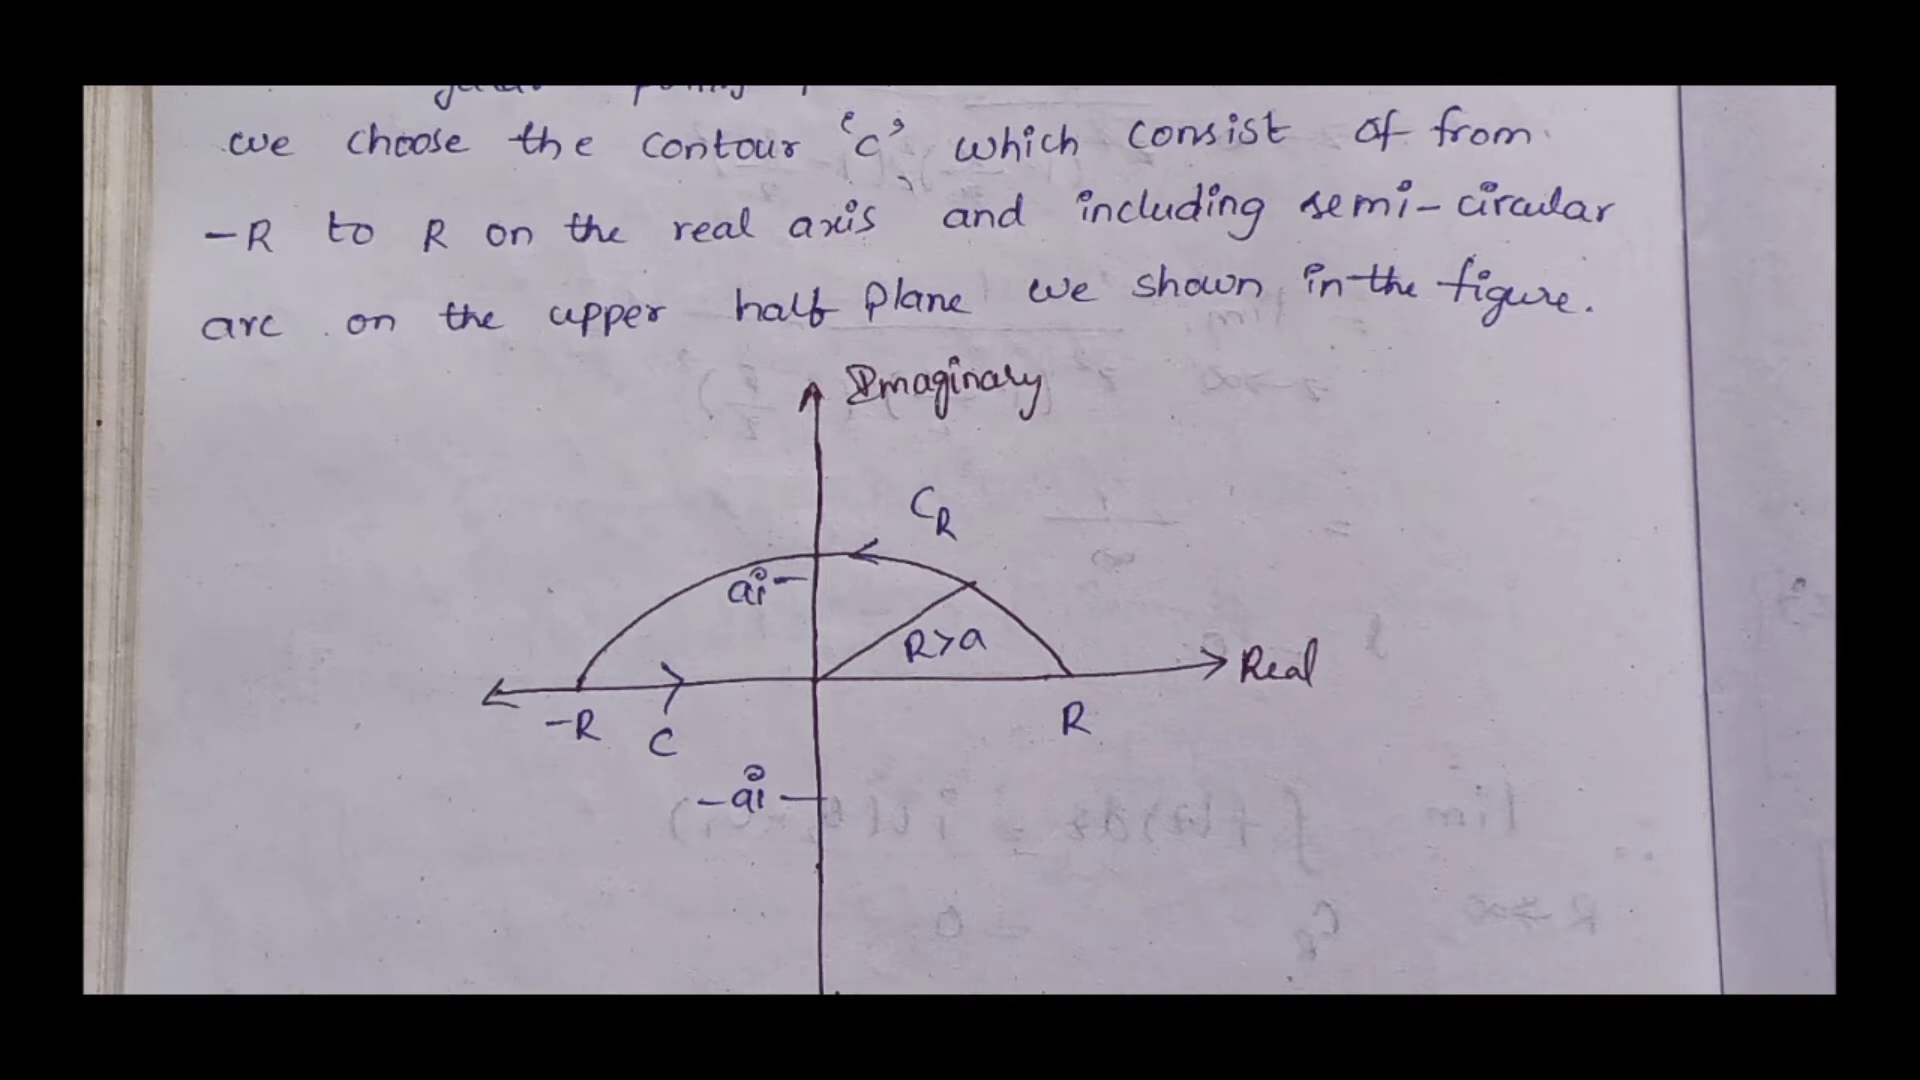 we choose the contour 'C', which consist of from
-R to R on the real axis and including semi-circular
arc on the upper half plane we shown in the figure.
Imaginary
C_R
ai
R>a
Real
-R
C
R
-ai